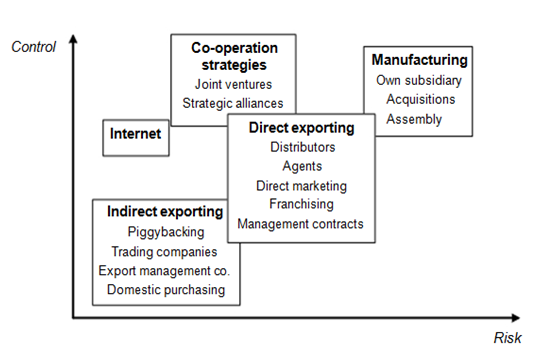 Control
Co-operation
strategies
Joint ventures
Strategic alliances
Manufacturing
Own subsidiary
Acquisitions
Assembly
Internet
Direct exporting
Distributors
Agents
Direct marketing
Franchising
Management contracts
Indirect exporting
Piggybacking
Trading companies
Export management co.
Domestic purchasing
Risk